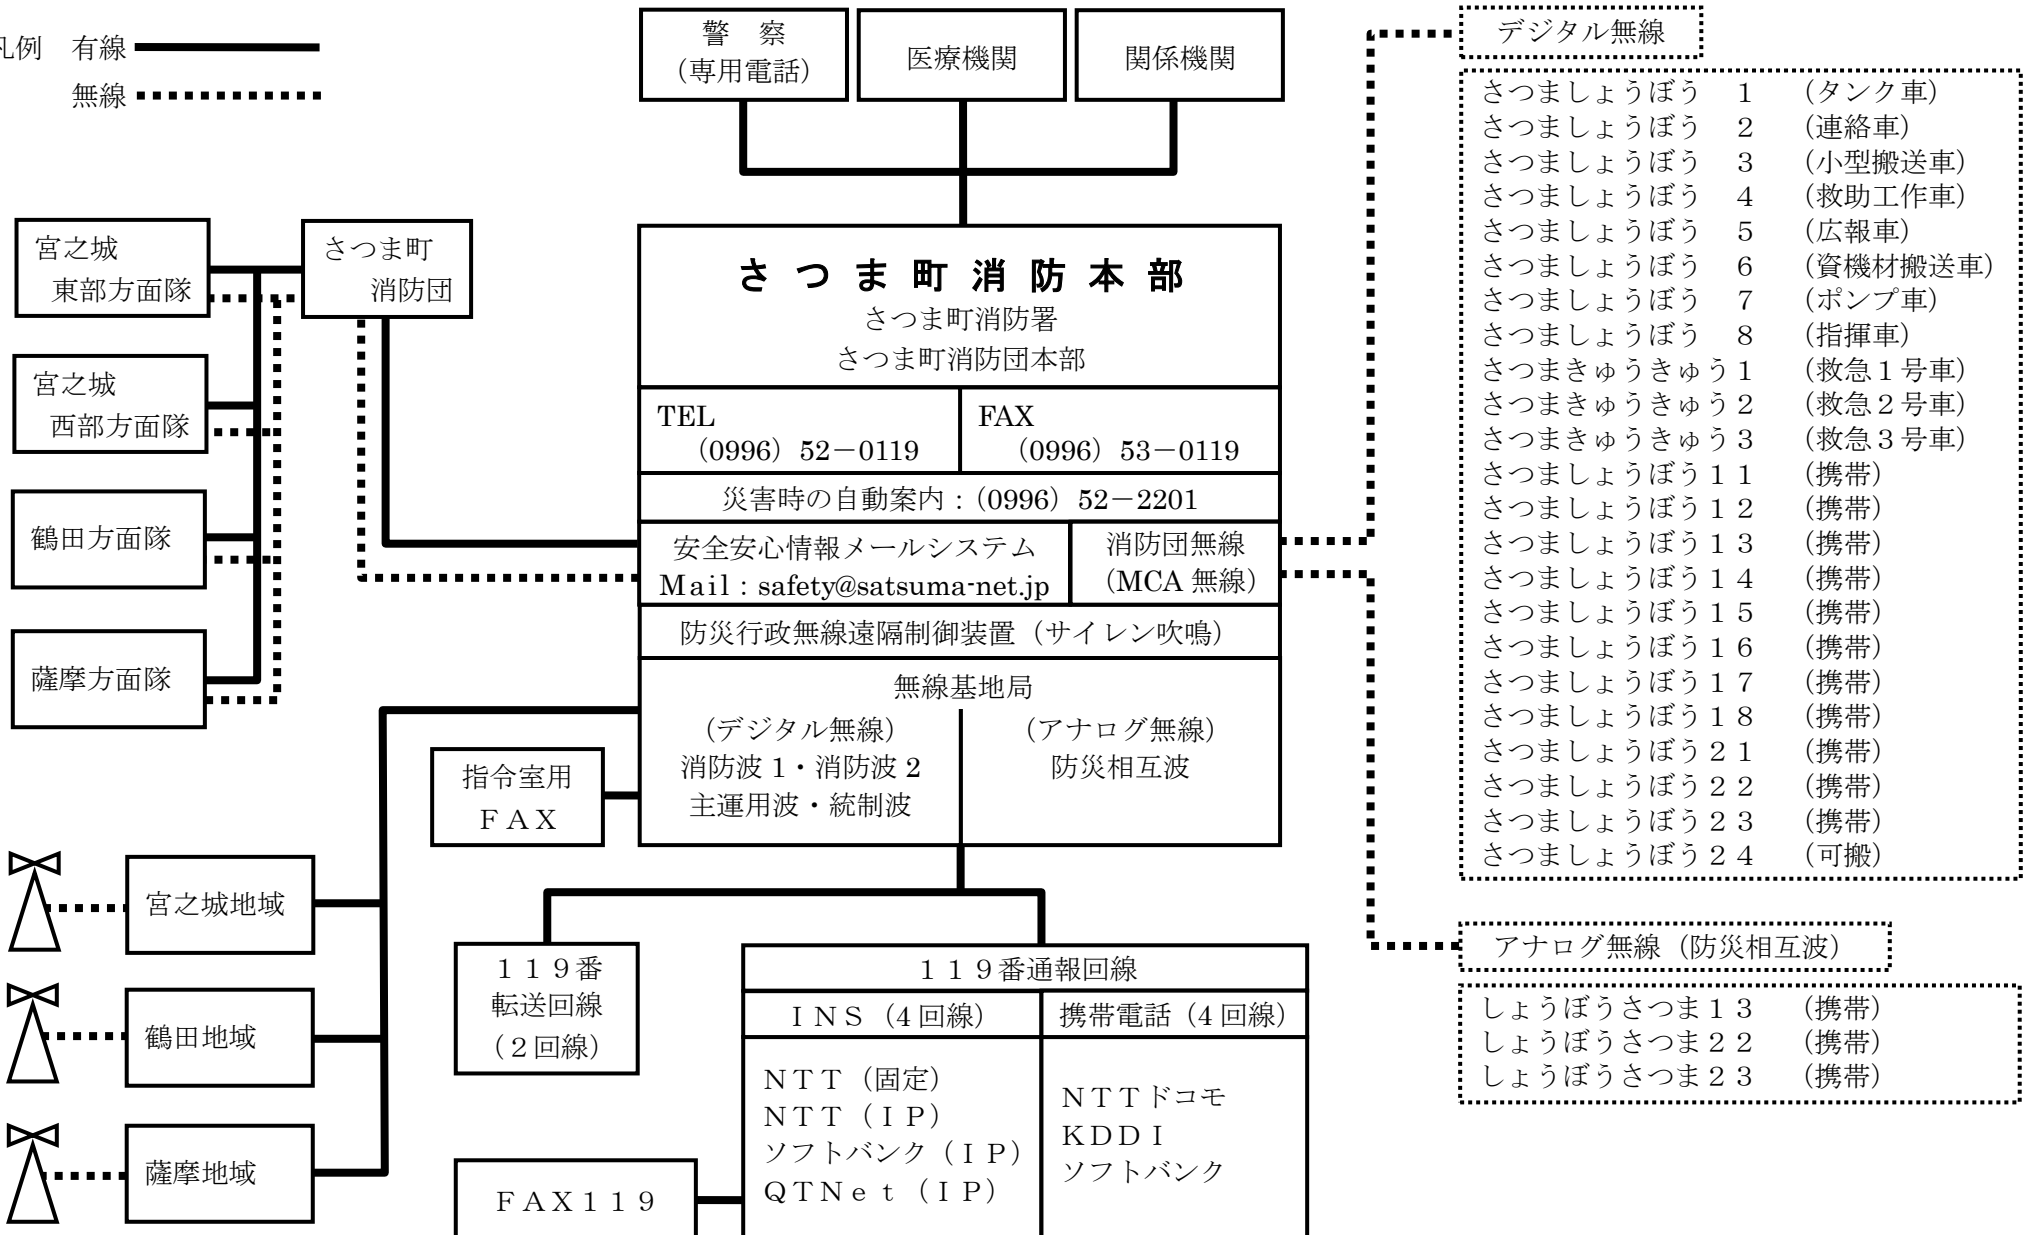 凡例　有線
無線
警　察
（専用電話）
医療機関
関係機関
宮之城
東部方面隊
さつま町
消防団
宮之城
西部方面隊
鶴田方面隊
薩摩方面隊
さつま町消防本部
さつま町消防署
さつま町消防団本部
TEL
（0996）52－0119
FAX
（0996）53－0119
災害時の自動案内：（0996）52－2201
安全安心情報メールシステム
Mail：safety@satsuma-net.jp
消防団無線
（MCA 無線）
防災行政無線遠隔制御装置（サイレン吹鳴）
無線基地局
（デジタル無線）
消防波 1・消防波 2
主運用波・統制波
（アナログ無線）
防災相互波
指令室用
ＦＡＸ
宮之城地域
鶴田地域
薩摩地域
１１９番
転送回線
（２回線）
１１９番通報回線
ＩＮＳ（4 回線）
携帯電話（4 回線）
ＮＴＴ（固定）
ＮＴＴ（ＩＰ）
ソフトバンク（ＩＰ）
ＱＴＮｅｔ（ＩＰ）
ＮＴＴドコモ
ＫＤＤＩ
ソフトバンク
ＦＡＸ１１９
デジタル無線
さつましょうぼう　１　（タンク車）
さつましょうぼう　２　（連絡車）
さつましょうぼう　３　（小型搬送車）
さつましょうぼう　４　（救助工作車）
さつましょうぼう　５　（広報車）
さつましょうぼう　６　（資機材搬送車）
さつましょうぼう　７　（ポンプ車）
さつましょうぼう　８　（指揮車）
さつまきゅうきゅう１　（救急１号車）
さつまきゅうきゅう２　（救急２号車）
さつまきゅうきゅう３　（救急３号車）
さつましょうぼう１１　（携帯）
さつましょうぼう１２　（携帯）
さつましょうぼう１３　（携帯）
さつましょうぼう１４　（携帯）
さつましょうぼう１５　（携帯）
さつましょうぼう１６　（携帯）
さつましょうぼう１７　（携帯）
さつましょうぼう１８　（携帯）
さつましょうぼう２１　（携帯）
さつましょうぼう２２　（携帯）
さつましょうぼう２３　（携帯）
さつましょうぼう２４　（可搬）
アナログ無線（防災相互波）
しょうぼうさつま１３　（携帯）
しょうぼうさつま２２　（携帯）
しょうぼうさつま２３　（携帯）